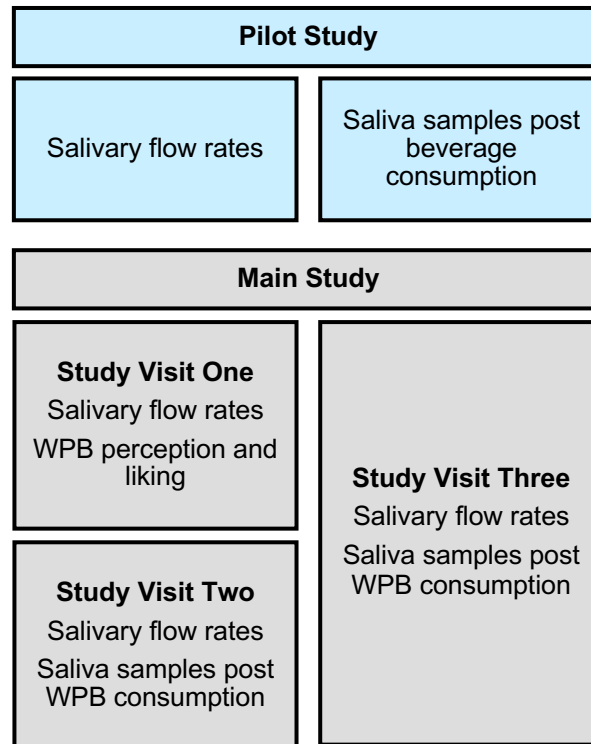 Pilot Study
Salivary flow rates
Saliva samples post
beverage
consumption
Main Study
Study Visit One
Salivary flow rates
WPB perception and
liking
Study Visit Two
Salivary flow rates
Saliva samples post
WPB consumption
Study Visit Three
Salivary flow rates
Saliva samples post
WPB consumption